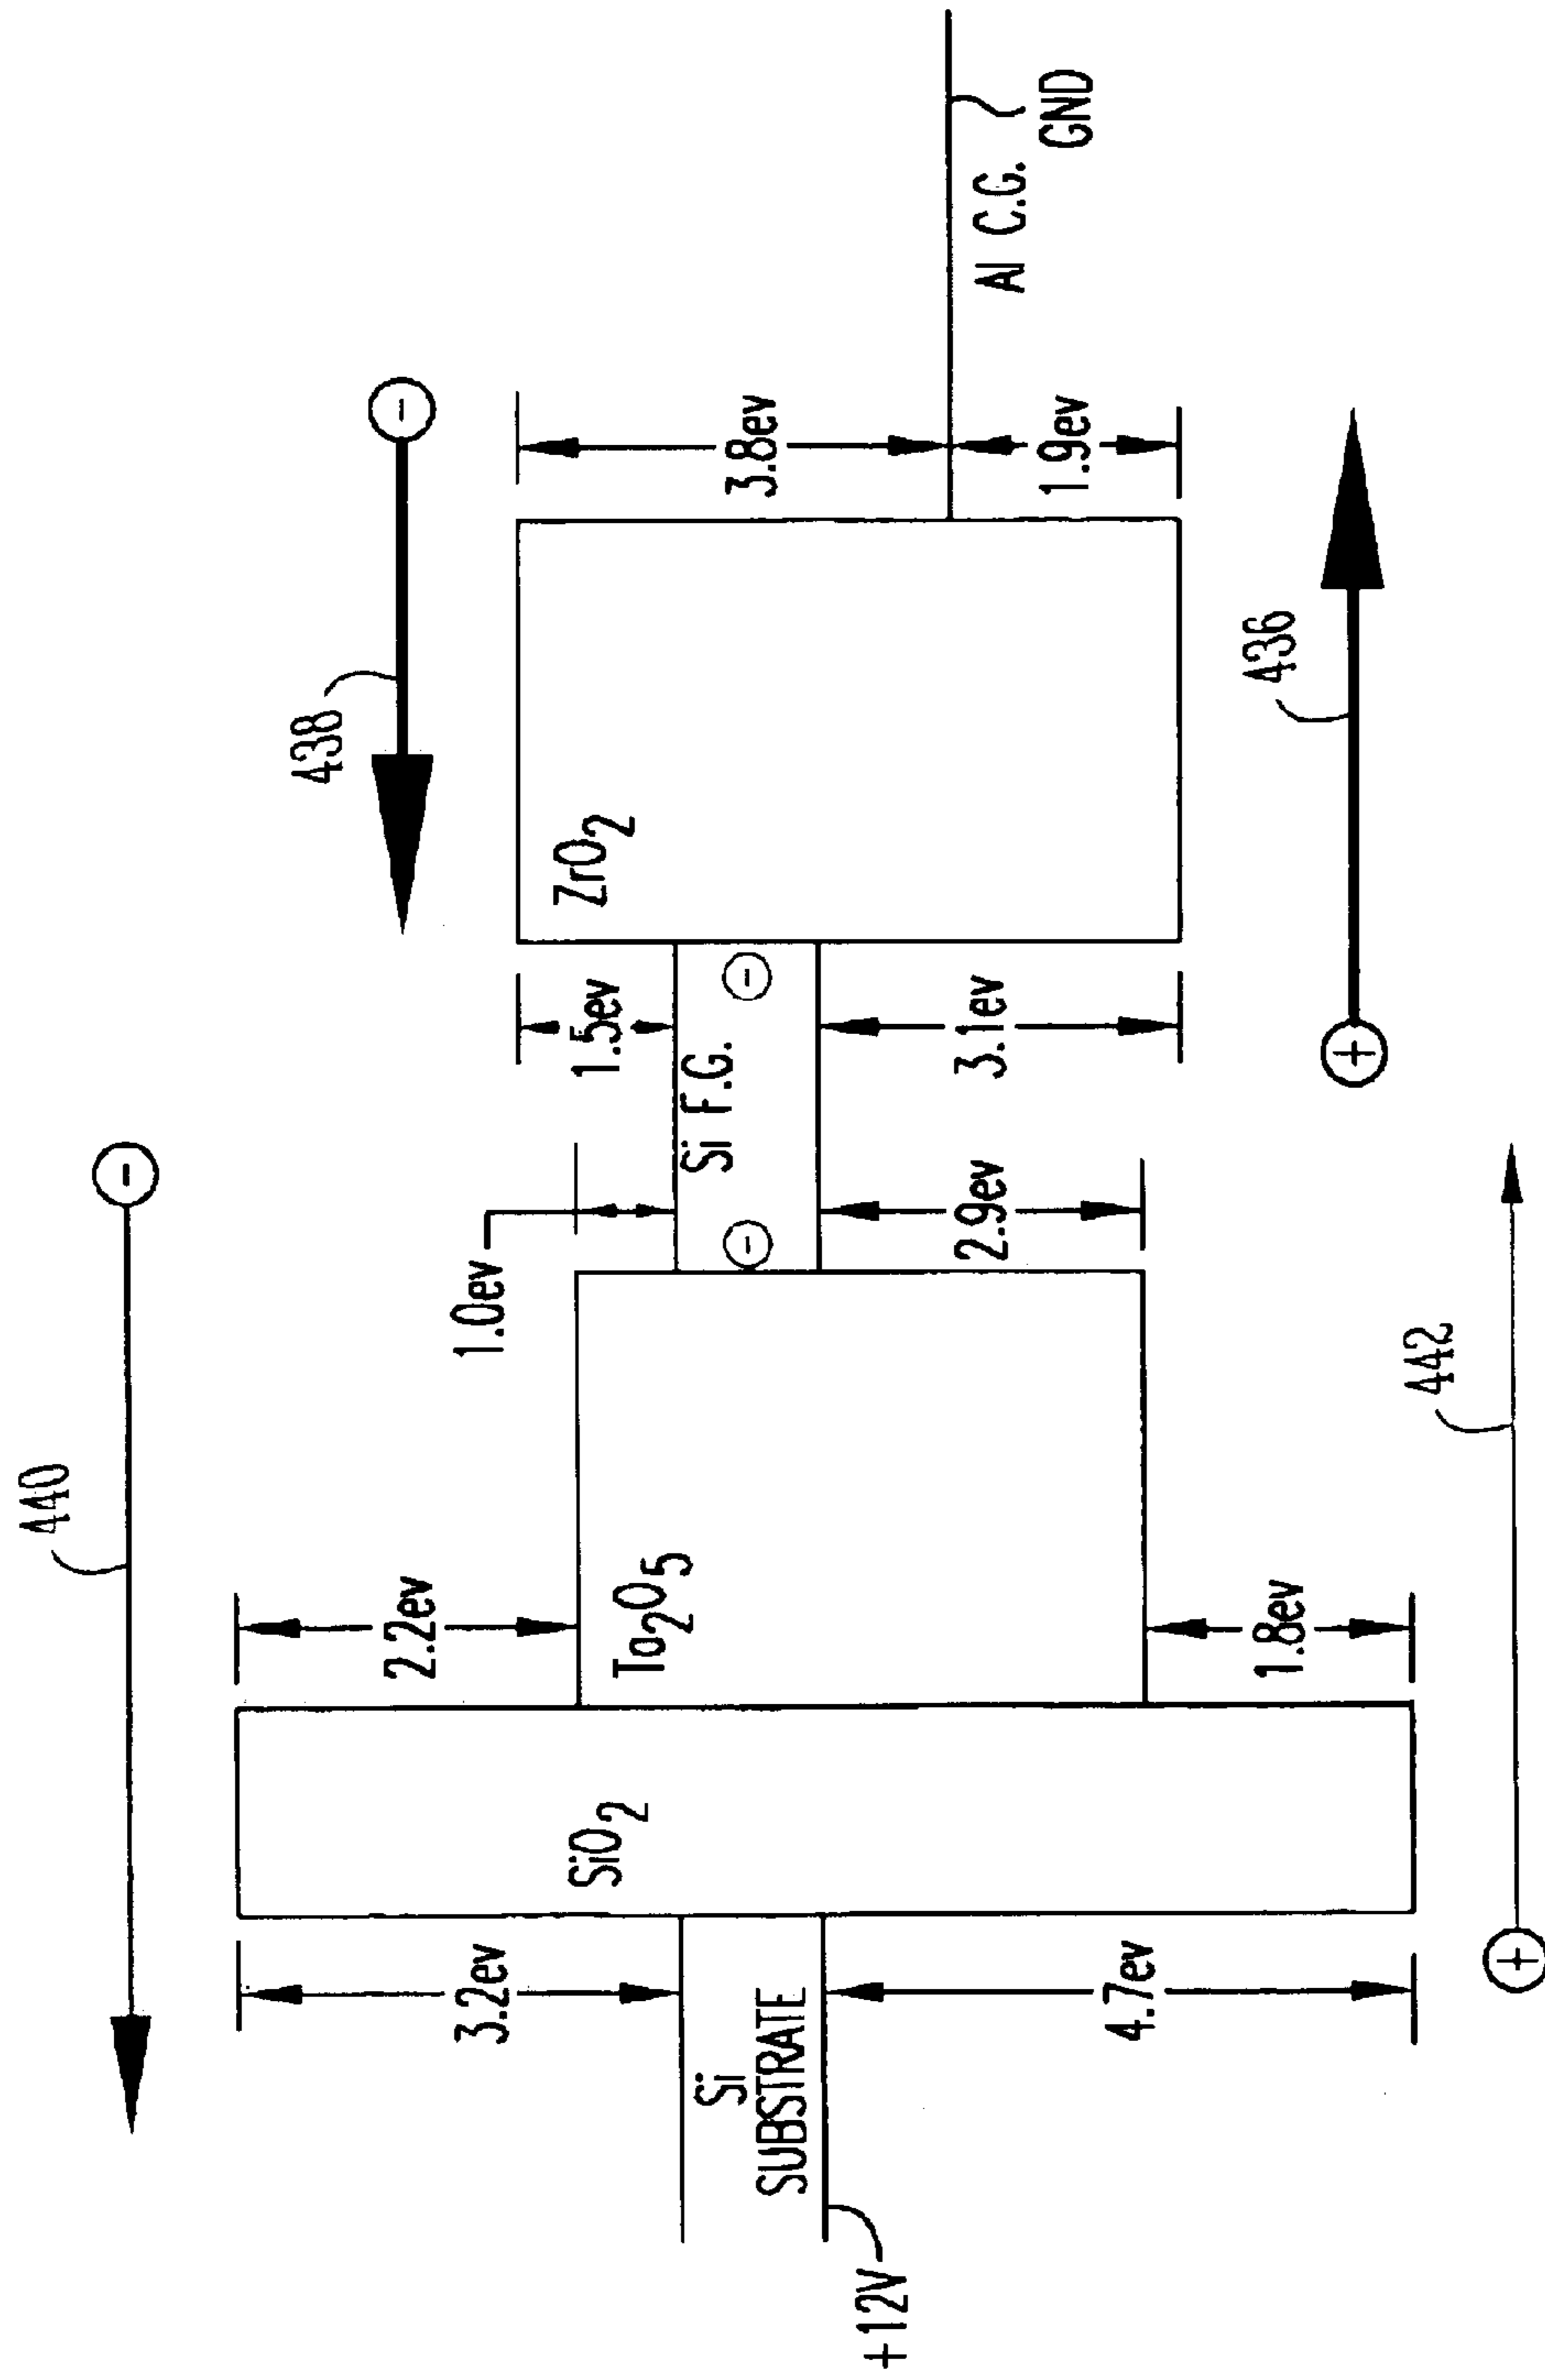 440
438
2.2ev
3.2ev
1.0ev
SiO₂
Ta₂O₅
1.5ev
ZrO₂
Si
SUBSTRATE
Si F.G.
3.8ev
+12V
2.9ev
3.1ev
Al C.G.
GND
1.9ev
4.7ev
1.8ev
436
442
-
-
-
-
+
+